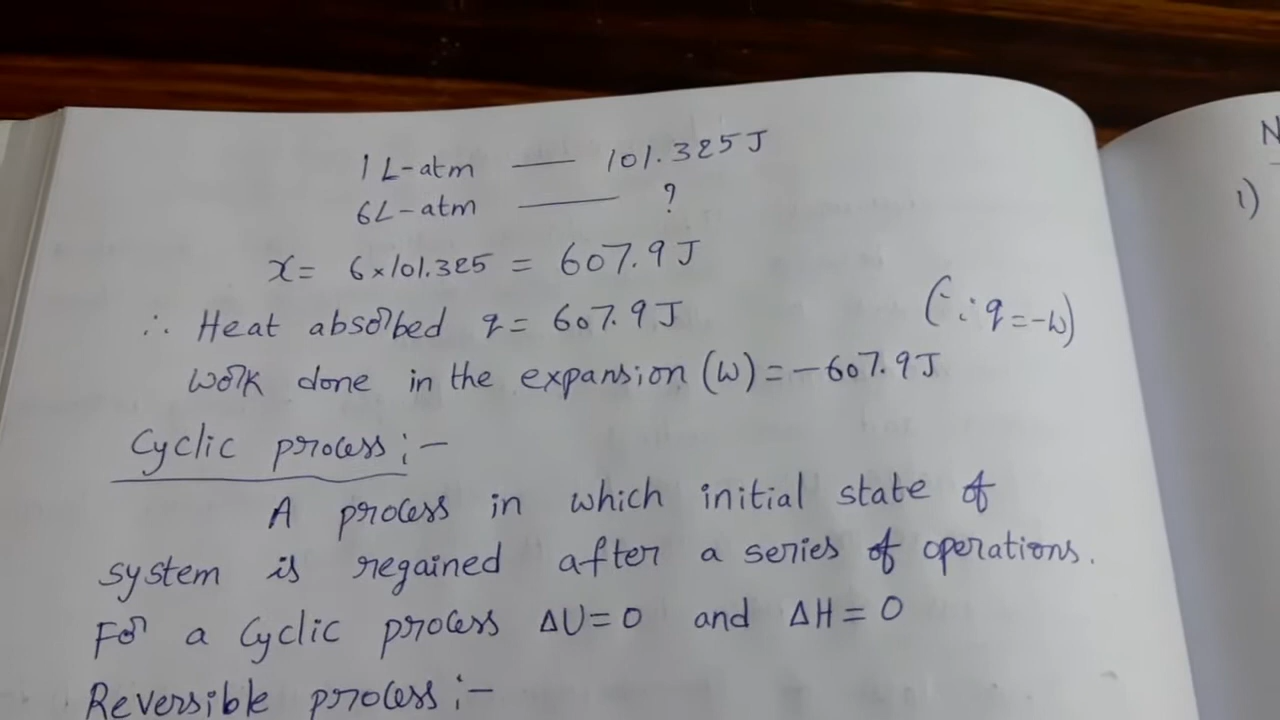 1 L-atm — 101.325 J
6L-atm — ?
x = 6×101.325 = 607.9 J
∴ Heat absorbed q = 607.9 J (∵ q = -w)
work done in the expansion (w) = -607.9 J
Cyclic process :-
A process in which initial state of
system is regained after a series of operations.
For a cyclic process ΔU = 0 and ΔH = 0
Reversible process :-
N
1)